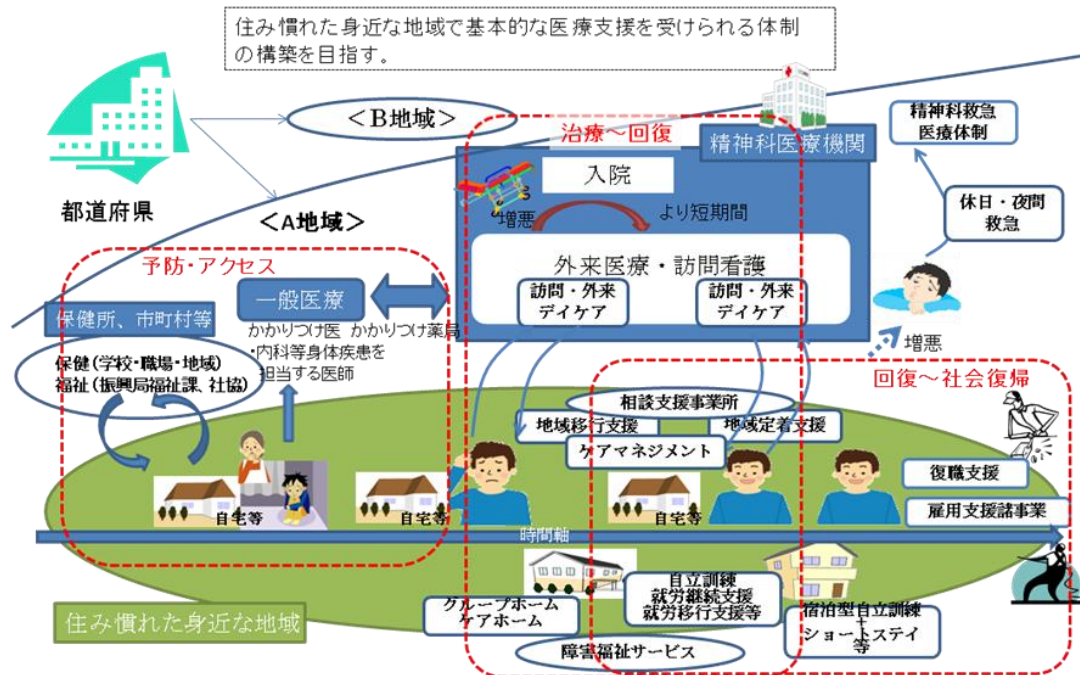 住み慣れた身近な地域で基本的な医療支援を受けられる体制
の構築を目指す。
都道府県
＜B地域＞
＜A地域＞
治療～回復
精神科医療機関
入院
増悪
より短期間
外来医療・訪問看護
訪問・外来
デイケア
訪問・外来
デイケア
精神科救急
医療体制
休日・夜間
救急
増悪
予防・アクセス
一般医療
かかりつけ医 かかりつけ薬局
・内科等身体疾患を
担当する医師
保健所、市町村等
保健(学校・職場・地域)
福祉(振興局福祉課、社協)
回復～社会復帰
相談支援事業所
地域移行支援
地域定着支援
ケアマネジメント
復職支援
雇用支援諸事業
自宅等
自宅等
自宅等
時間軸
住み慣れた身近な地域
グループホーム
ケアホーム
自立訓練
就労継続支援
就労移行支援等
宿泊型自立訓練
+
ショートステイ
等
障害福祉サービス